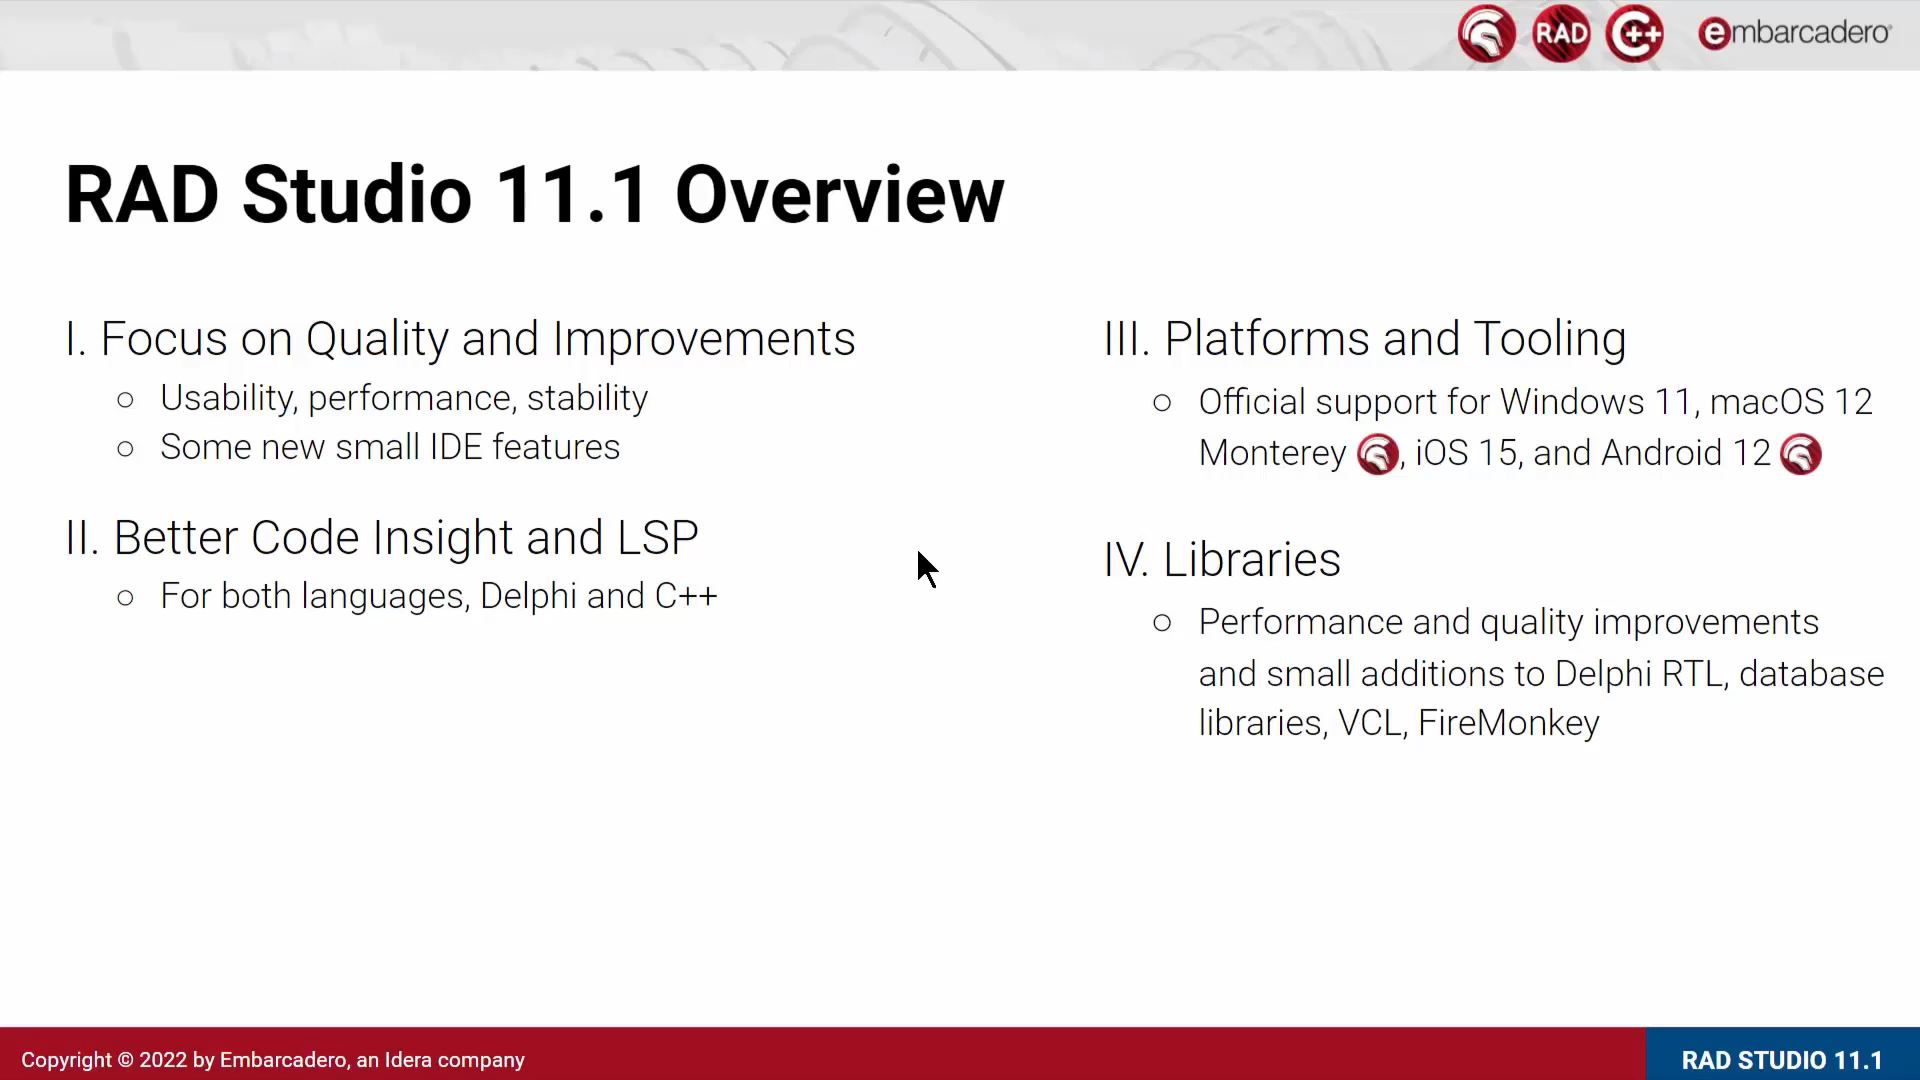 RAD
C++
embarcadero
RAD Studio 11.1 Overview
I. Focus on Quality and Improvements
○ Usability, performance, stability
○ Some new small IDE features
II. Better Code Insight and LSP
○ For both languages, Delphi and C++
III. Platforms and Tooling
○ Official support for Windows 11, macOS 12
Monterey , iOS 15, and Android 12
IV. Libraries
○ Performance and quality improvements
and small additions to Delphi RTL, database
libraries, VCL, FireMonkey
Copyright © 2022 by Embarcadero, an Idera company
RAD STUDIO 11.1